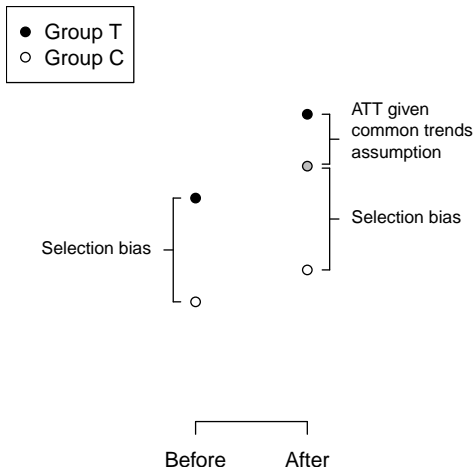 Group T
Group C
ATT given
common trends
assumption
Selection bias
Selection bias
Before
After